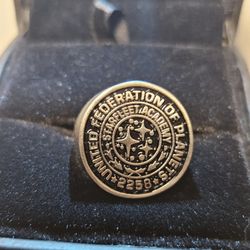 UNITED FEDERATION OF PLANETS
STARFLEET ACADEMY
2258